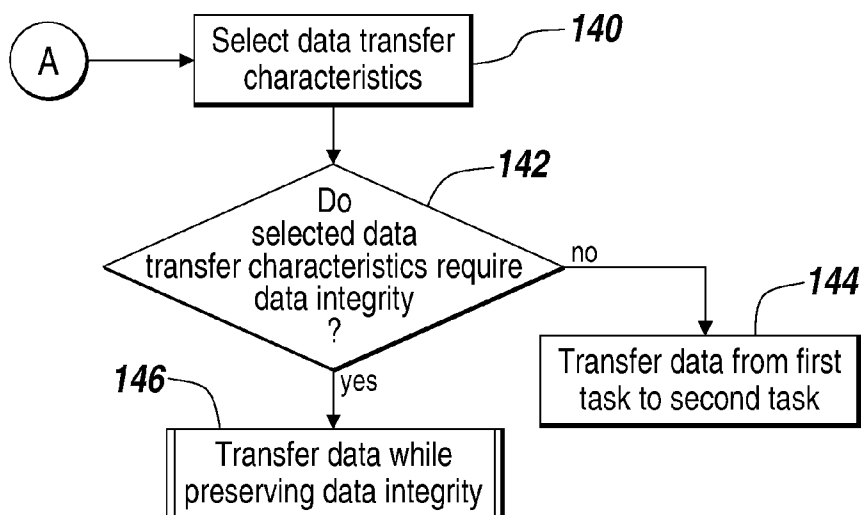 A
Select data transfer
characteristics
140
142
Do
selected data
transfer characteristics require
data integrity
?
no
144
Transfer data from first
task to second task
yes
146
Transfer data while
preserving data integrity